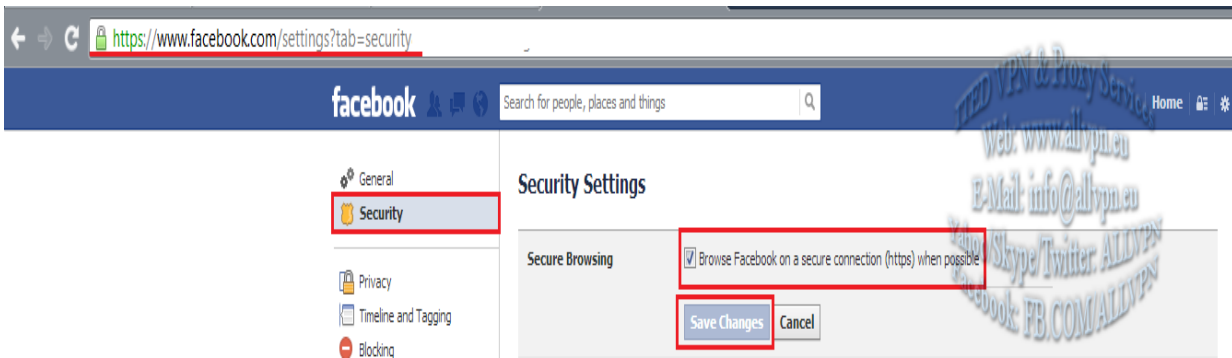 https://www.facebook.com/settings?tab=security
facebook
Search for people, places and things
Home
VPN & Proxy Services
Web: www.allvpn.eu
E-Mail: info@allvpn.eu
Yahoo/Skype/Twitter: ALLVPN
Facebook: FB.COM/ALLVPN
General
Security
Privacy
Timeline and Tagging
Blocking
Security Settings
Secure Browsing
Browse Facebook on a secure connection (https) when possible
Save Changes
Cancel